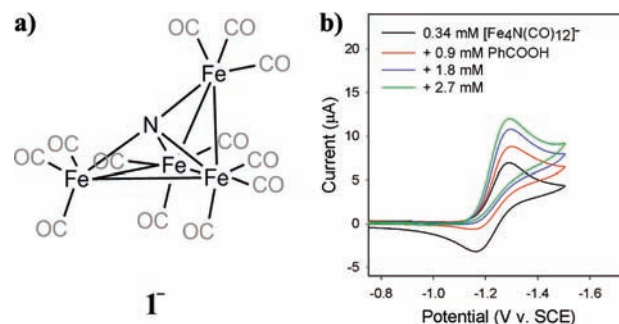 a)
OC
CO
CO
CO
Fe
N
OC
OC
OC
CO
CO
CO
Fe
Fe
Fe
OC
OC
OC
1⁻
b)
0.34 mM [Fe₄N(CO)₁₂]⁻
+ 0.9 mM PhCOOH
+ 1.8 mM
+ 2.7 mM
Current (µA)
20
15
10
5
0
-5
-0.8 -1.0 -1.2 -1.4 -1.6
Potential (V v. SCE)